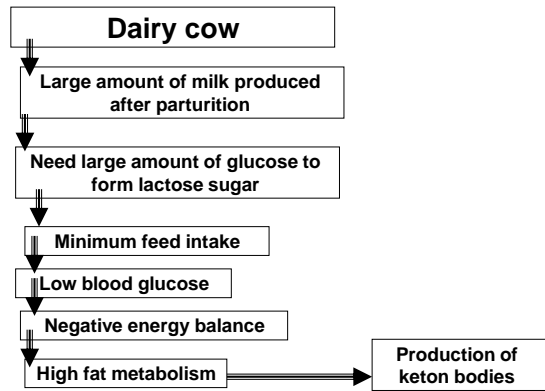 Dairy cow
Large amount of milk produced
after parturition
Need large amount of glucose to
form lactose sugar
Minimum feed intake
Low blood glucose
Negative energy balance
High fat metabolism
Production of
keton bodies